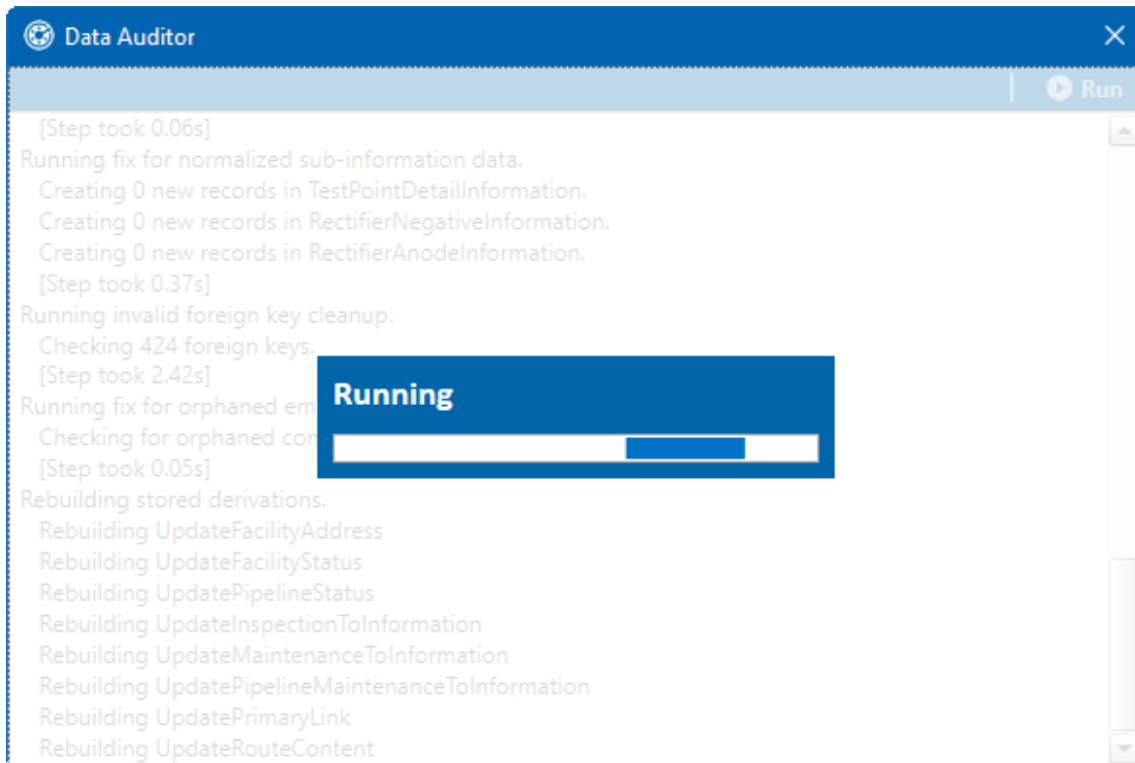 Data Auditor
Run
[Step took 0.06s]
Running fix for normalized sub-information data.
Creating 0 new records in TestPointDetailInformation.
Creating 0 new records in RectifierNegativeInformation.
Creating 0 new records in RectifierAnodeInformation.
[Step took 0.37s]
Running invalid foreign key cleanup.
Checking 424 foreign keys.
[Step took 2.42s]
Running
Running fix for orphaned em
Checking for orphaned con
[Step took 0.05s]
Rebuilding stored derivations.
Rebuilding UpdateFacilityAddress
Rebuilding UpdateFacilityStatus
Rebuilding UpdatePipelineStatus
Rebuilding UpdateInspectionToInformation
Rebuilding UpdateMaintenanceToInformation
Rebuilding UpdatePipelineMaintenanceToInformation
Rebuilding UpdatePrimaryLink
Rebuilding UpdateRouteContent